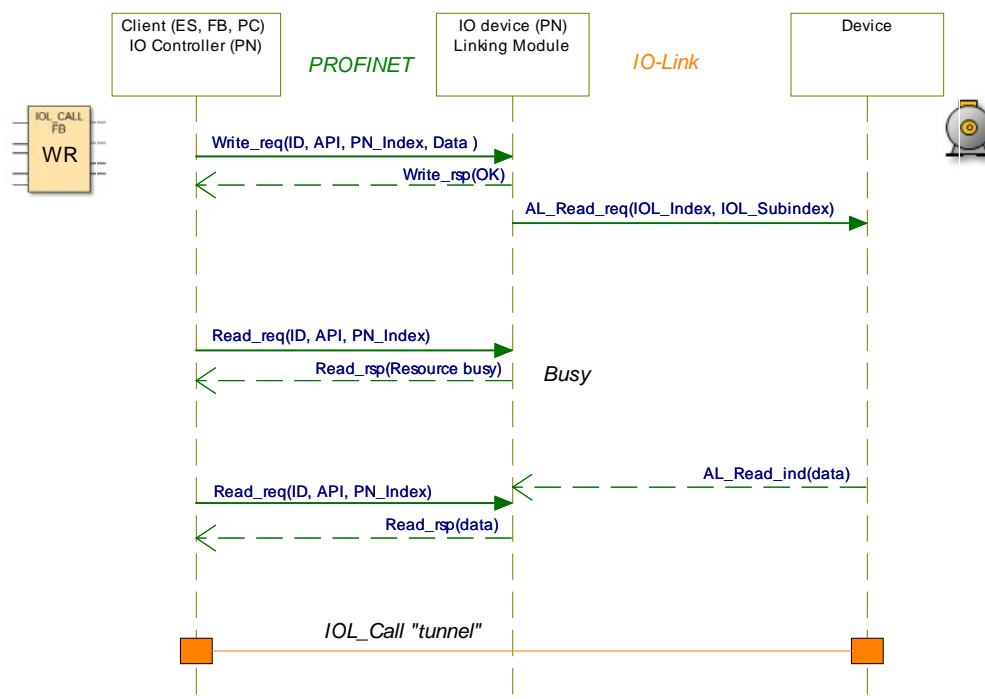 Client (ES, FB, PC)
IO Controller (PN)
PROFINET
IO device (PN)
Linking Module
IO-Link
Device
IOL_CALL
FB
WR
Write_req(ID, API, PN_Index, Data )
Write_rsp(OK)
AL_Read_req(IOL_Index, IOL_Subindex)
Read_req(ID, API, PN_Index)
Read_rsp(Resource busy)
Busy
AL_Read_ind(data)
Read_req(ID, API, PN_Index)
Read_rsp(data)
IOL_Call "tunnel"